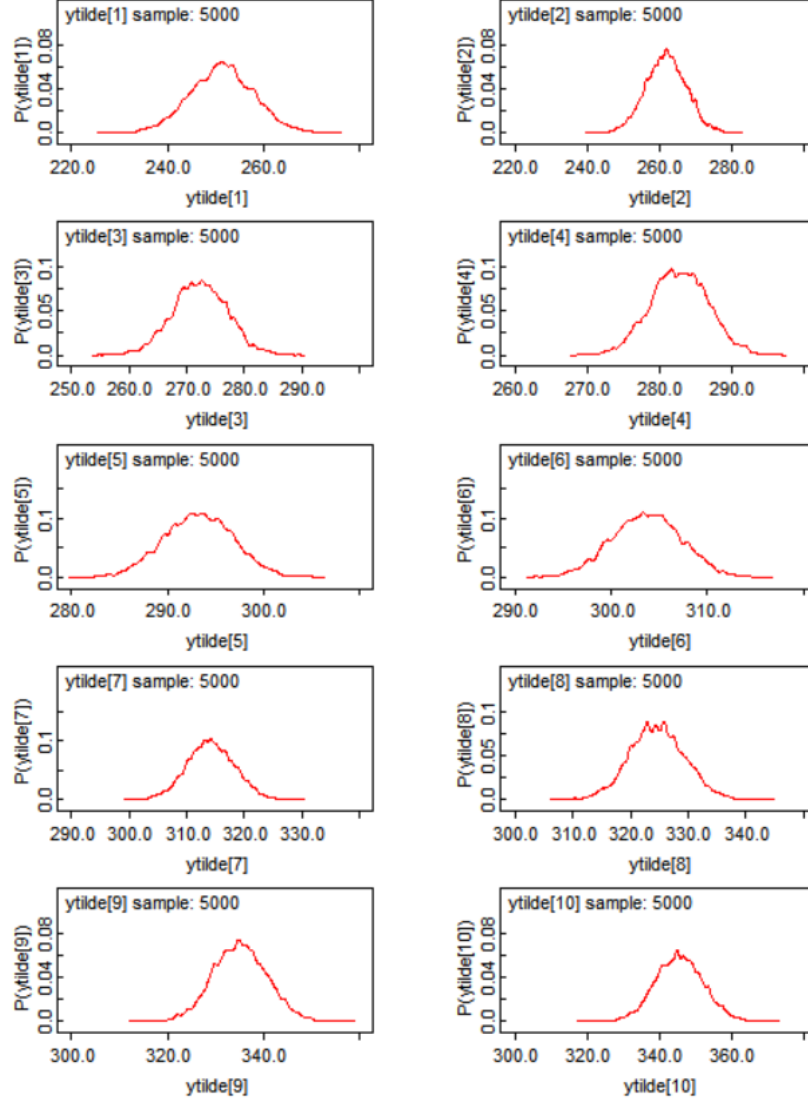 ytilde[1] sample: 5000
P(ytilde[1])
0.0 0.04 0.08
220.0 240.0 260.0
ytilde[1]
ytilde[2] sample: 5000
P(ytilde[2])
0.0 0.04 0.08
220.0 240.0 260.0 280.0
ytilde[2]
ytilde[3] sample: 5000
P(ytilde[3])
0.0 0.05 0.1
250.0 260.0 270.0 280.0 290.0
ytilde[3]
ytilde[4] sample: 5000
P(ytilde[4])
0.0 0.05 0.1
260.0 270.0 280.0 290.0
ytilde[4]
ytilde[5] sample: 5000
P(ytilde[5])
0.0 0.1
280.0 290.0 300.0
ytilde[5]
ytilde[6] sample: 5000
P(ytilde[6])
0.0 0.1
290.0 300.0 310.0
ytilde[6]
ytilde[7] sample: 5000
P(ytilde[7])
0.0 0.1
290.0 300.0 310.0 320.0 330.0
ytilde[7]
ytilde[8] sample: 5000
P(ytilde[8])
0.0 0.05 0.1
300.0 310.0 320.0 330.0 340.0
ytilde[8]
ytilde[9] sample: 5000
P(ytilde[9])
0.0 0.04 0.08
300.0 320.0 340.0
ytilde[9]
ytilde[10] sample: 5000
P(ytilde[10])
0.0 0.04 0.08
300.0 320.0 340.0 360.0
ytilde[10]